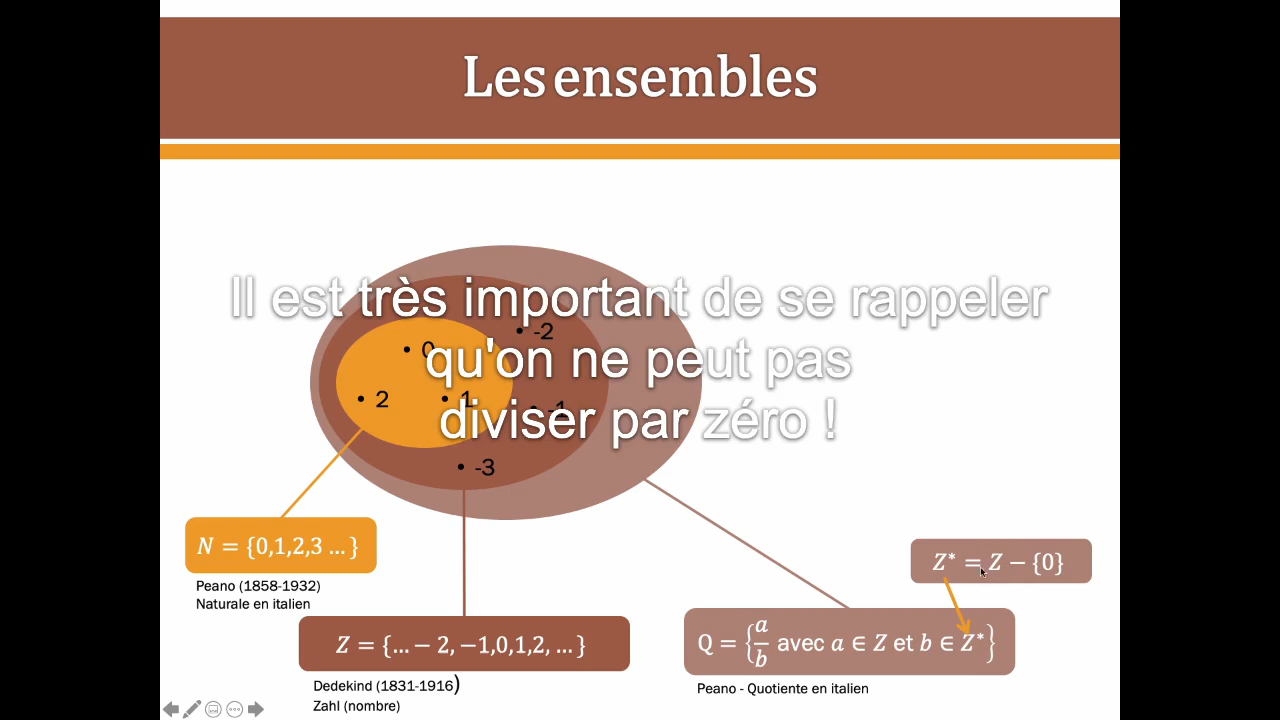 Les ensembles
Il est très important de se rappeler
qu'on ne peut pas
diviser par zéro !
• -2
• 0
• 2
• 1
• -1
• -3
N = {0,1,2,3 … }
Peano (1858-1932)
Naturale en italien
Z* = Z − {0}
Z = {… − 2, −1,0,1,2, … }
Q = {a/b avec a ∈ Z et b ∈ Z*}
Dedekind (1831-1916)
Zahl (nombre)
Peano - Quotiente en italien